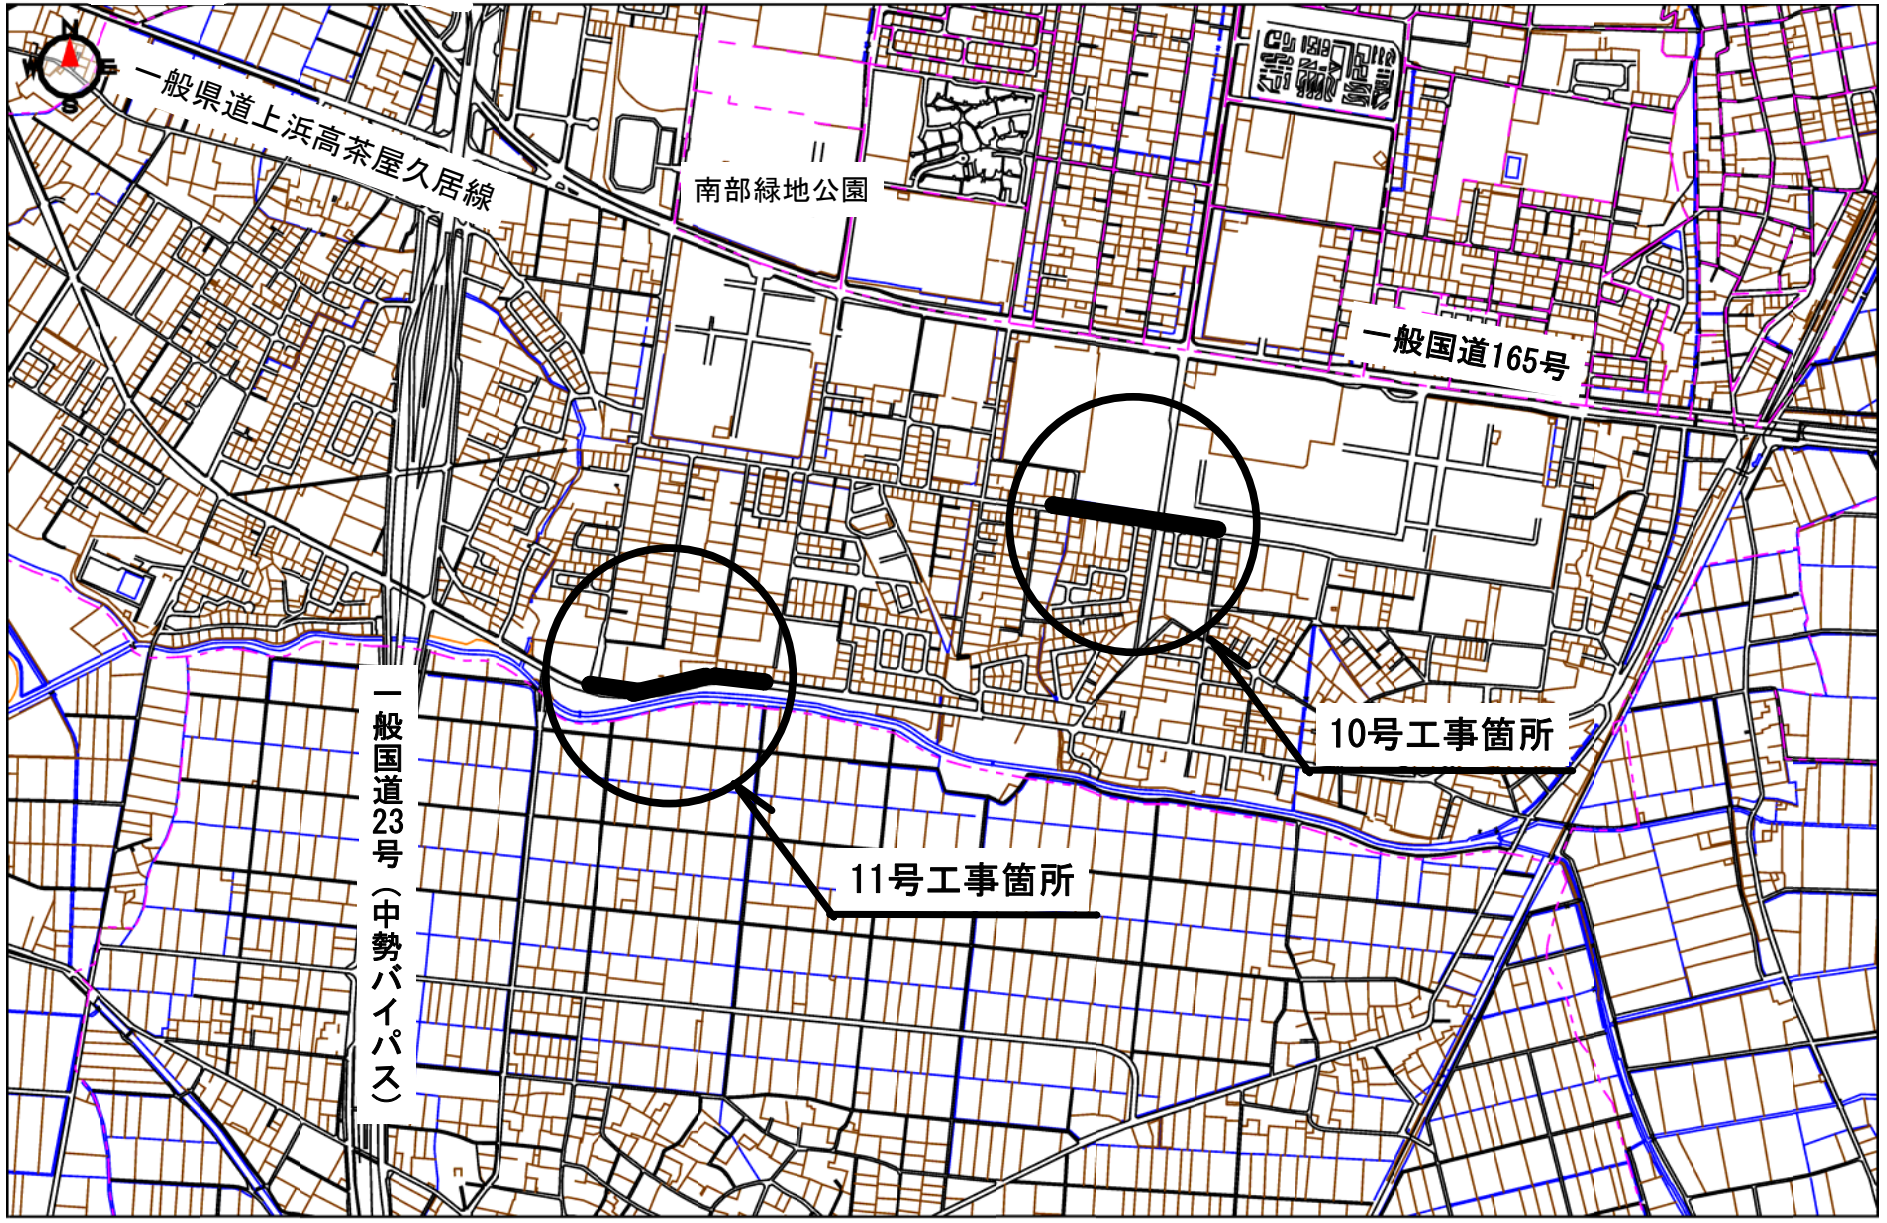 N
W
E
S
一般県道上浜高茶屋久居線
南部緑地公園
一般国道165号
10号工事箇所
一般国道23号（中勢バイパス）
11号工事箇所